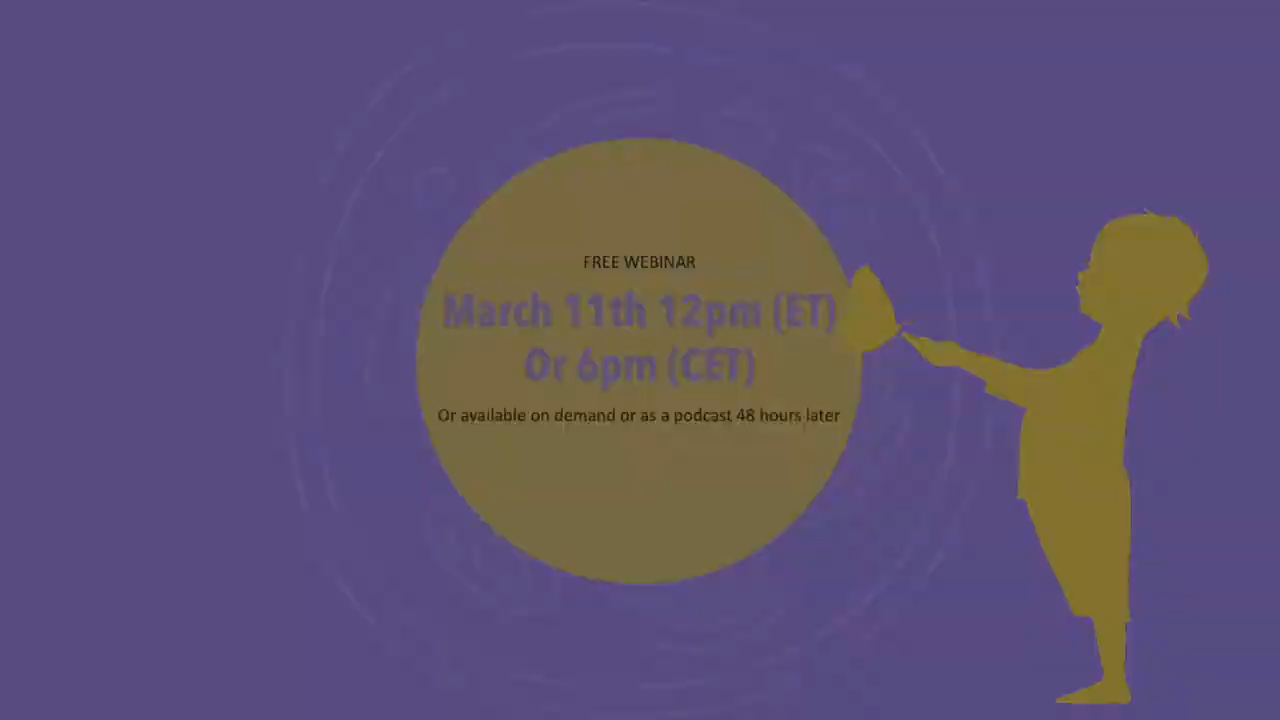 FREE WEBINAR
March 11th 12pm (ET)
Or 6pm (CET)
Or available on demand or as a podcast 48 hours later